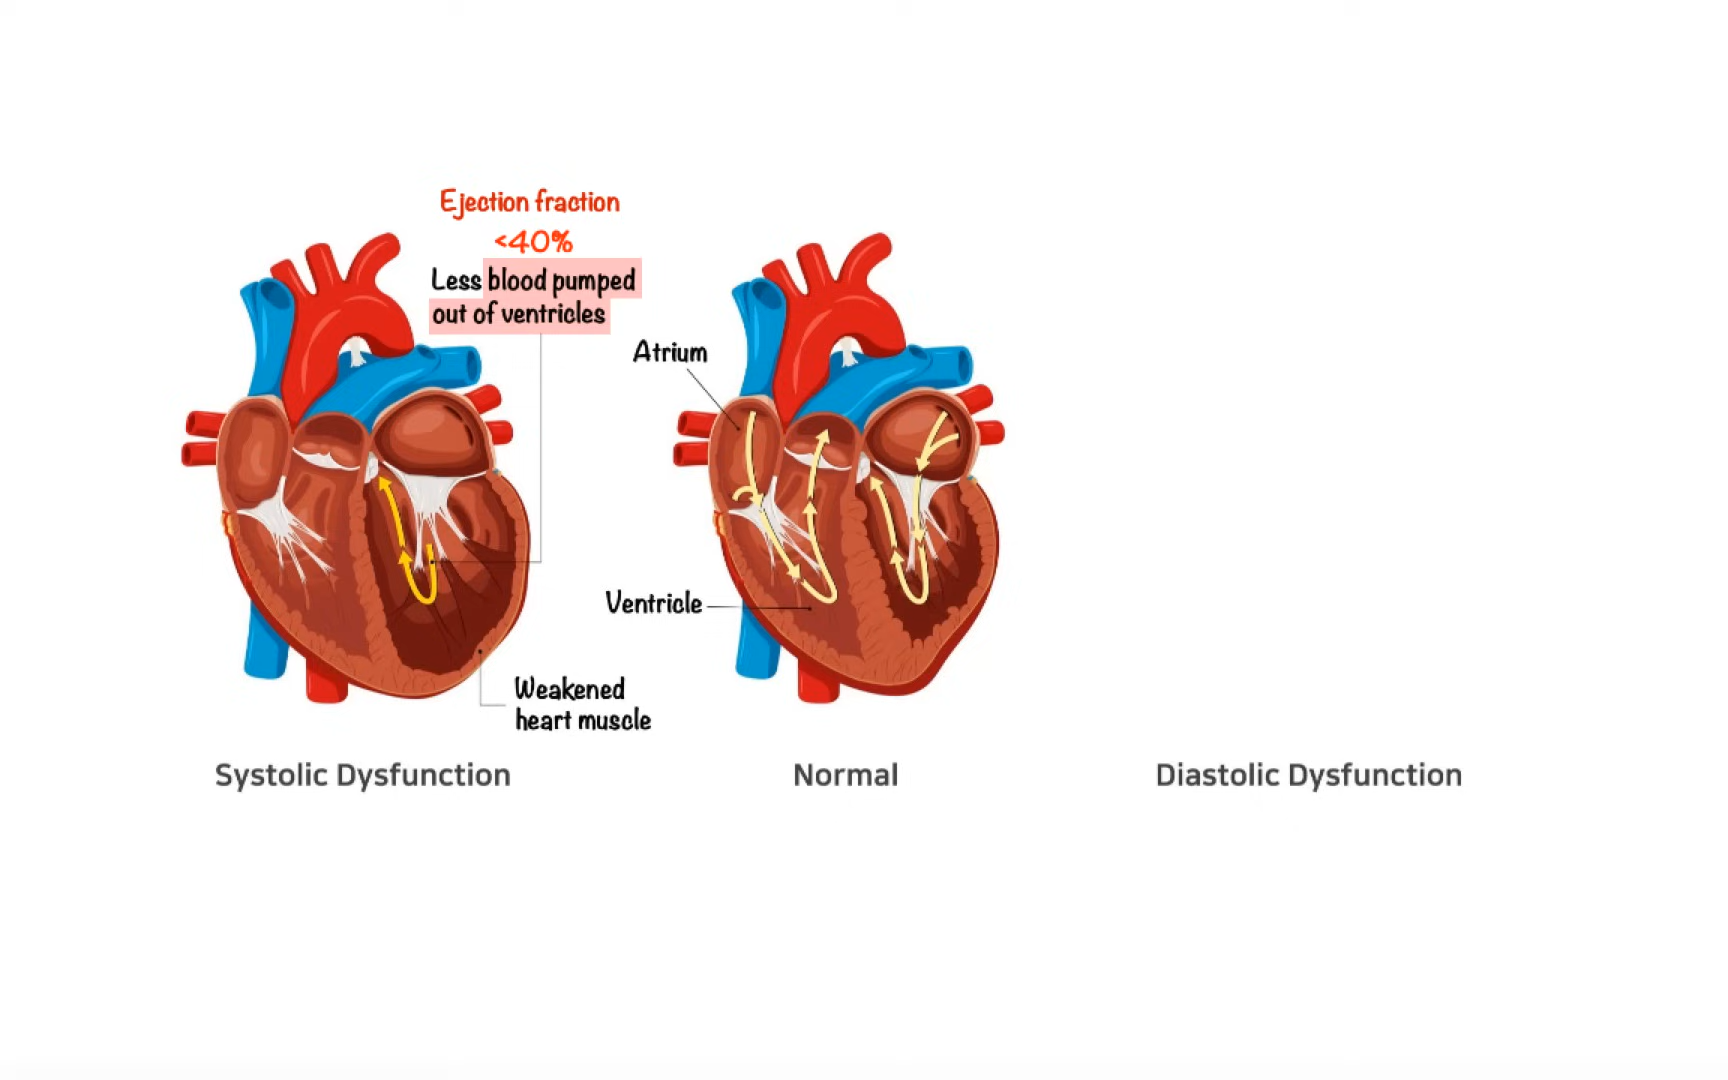 Ejection fraction
<40%
Less blood pumped
out of ventricles
Atrium
Ventricle
Weakened
heart muscle
Systolic Dysfunction
Normal
Diastolic Dysfunction